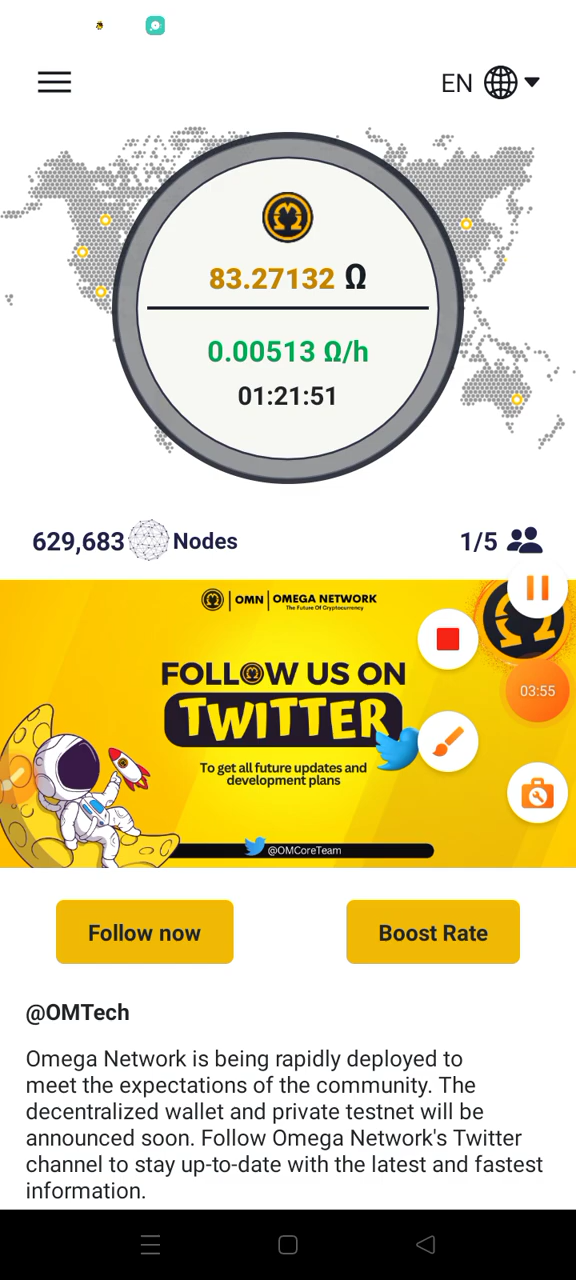 EN
83.27132 Ω
0.00513 Ω/h
01:21:51
629,683 Nodes
1/5
OMN | OMEGA NETWORK
The Future Of Cryptocurrency
FOLLOW US ON
TWITTER
03:55
To get all future updates and
development plans
@OMCoreTeam
Follow now
Boost Rate
@OMTech
Omega Network is being rapidly deployed to
meet the expectations of the community. The
decentralized wallet and private testnet will be
announced soon. Follow Omega Network's Twitter
channel to stay up-to-date with the latest and fastest
information.